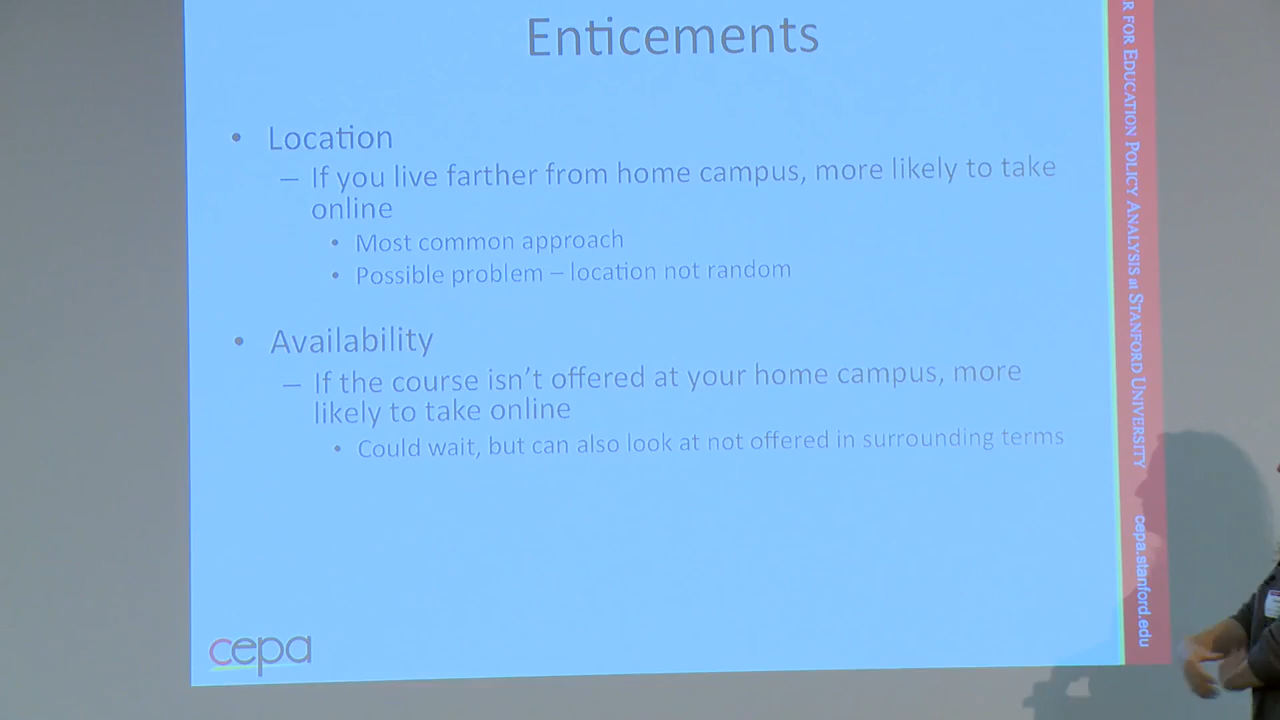 Enticements
• Location
– If you live farther from home campus, more likely to take
online
• Most common approach
• Possible problem – location not random
• Availability
– If the course isn't offered at your home campus, more
likely to take online
• Could wait, but can also look at not offered in surrounding terms
cepa
R FOR EDUCATION POLICY ANALYSIS at STANFORD UNIVERSITY
cepa.stanford.edu